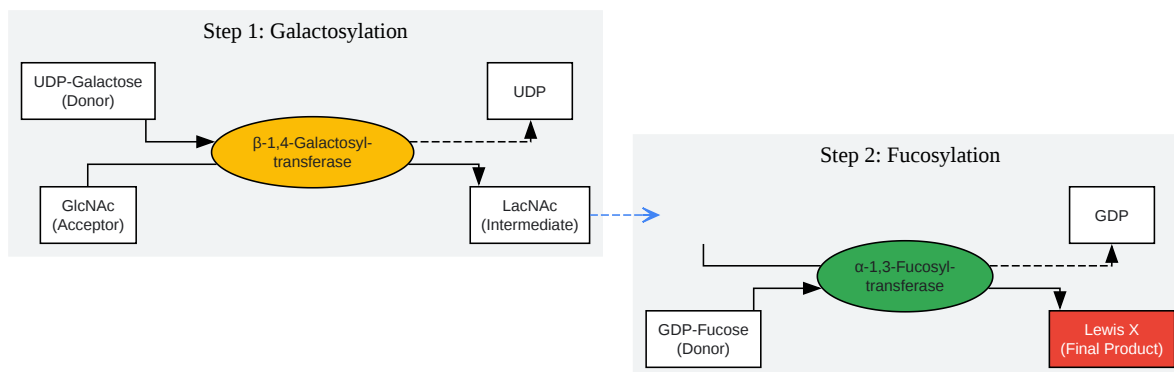 Step 1: Galactosylation
UDP-Galactose
(Donor)
UDP
β-1,4-Galactosyl-
transferase
GlcNAc
(Acceptor)
LacNAc
(Intermediate)
Step 2: Fucosylation
GDP
α-1,3-Fucosyl-
transferase
GDP-Fucose
(Donor)
Lewis X
(Final Product)